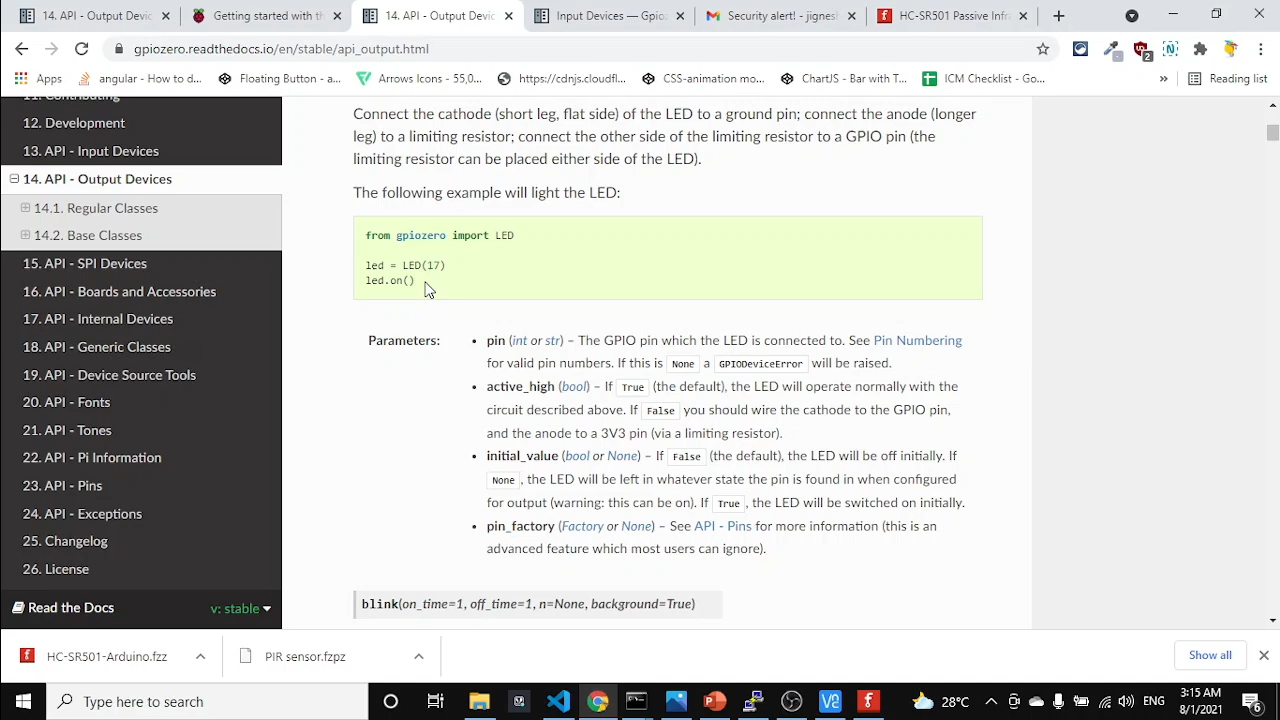 14. API - Output Devices
Getting started with the
14. API - Output Devic
Input Devices — Gpioz
Security alert! - jignesh
HC-SR501 Passive Infra
gpiozero.readthedocs.io/en/stable/api_output.html
2
Apps
angular - How to d...
Floating Button - a...
Arrows Icons - 55,0...
https://cdnjs.cloudfl...
CSS-animation mo...
ChartJS - Bar with T...
ICM Checklist - Go...
»
Reading list
11. Contributing
12. Development
13. API - Input Devices
14. API - Output Devices
14.1. Regular Classes
14.2. Base Classes
15. API - SPI Devices
16. API - Boards and Accessories
17. API - Internal Devices
18. API - Generic Classes
19. API - Device Source Tools
20. API - Fonts
21. API - Tones
22. API - Pi Information
23. API - Pins
24. API - Exceptions
25. Changelog
26. License
Read the Docs
v: stable
Connect the cathode (short leg, flat side) of the LED to a ground pin; connect the anode (longer
leg) to a limiting resistor; connect the other side of the limiting resistor to a GPIO pin (the
limiting resistor can be placed either side of the LED).
The following example will light the LED:
from gpiozero import LED
led = LED(17)
led.on()
Parameters:
• pin (int or str) – The GPIO pin which the LED is connected to. See Pin Numbering
for valid pin numbers. If this is None a GPIODeviceError will be raised.
• active_high (bool) – If True (the default), the LED will operate normally with the
circuit described above. If False you should wire the cathode to the GPIO pin,
and the anode to a 3V3 pin (via a limiting resistor).
• initial_value (bool or None) – If False (the default), the LED will be off initially. If
None, the LED will be left in whatever state the pin is found in when configured
for output (warning: this can be on). If True, the LED will be switched on initially.
• pin_factory (Factory or None) – See API - Pins for more information (this is an
advanced feature which most users can ignore).
blink(on_time=1, off_time=1, n=None, background=True)
HC-SR501-Arduino.fzz
PIR sensor.fzpz
Show all
Type here to search
28°C
ENG
3:15 AM
8/1/2021
6